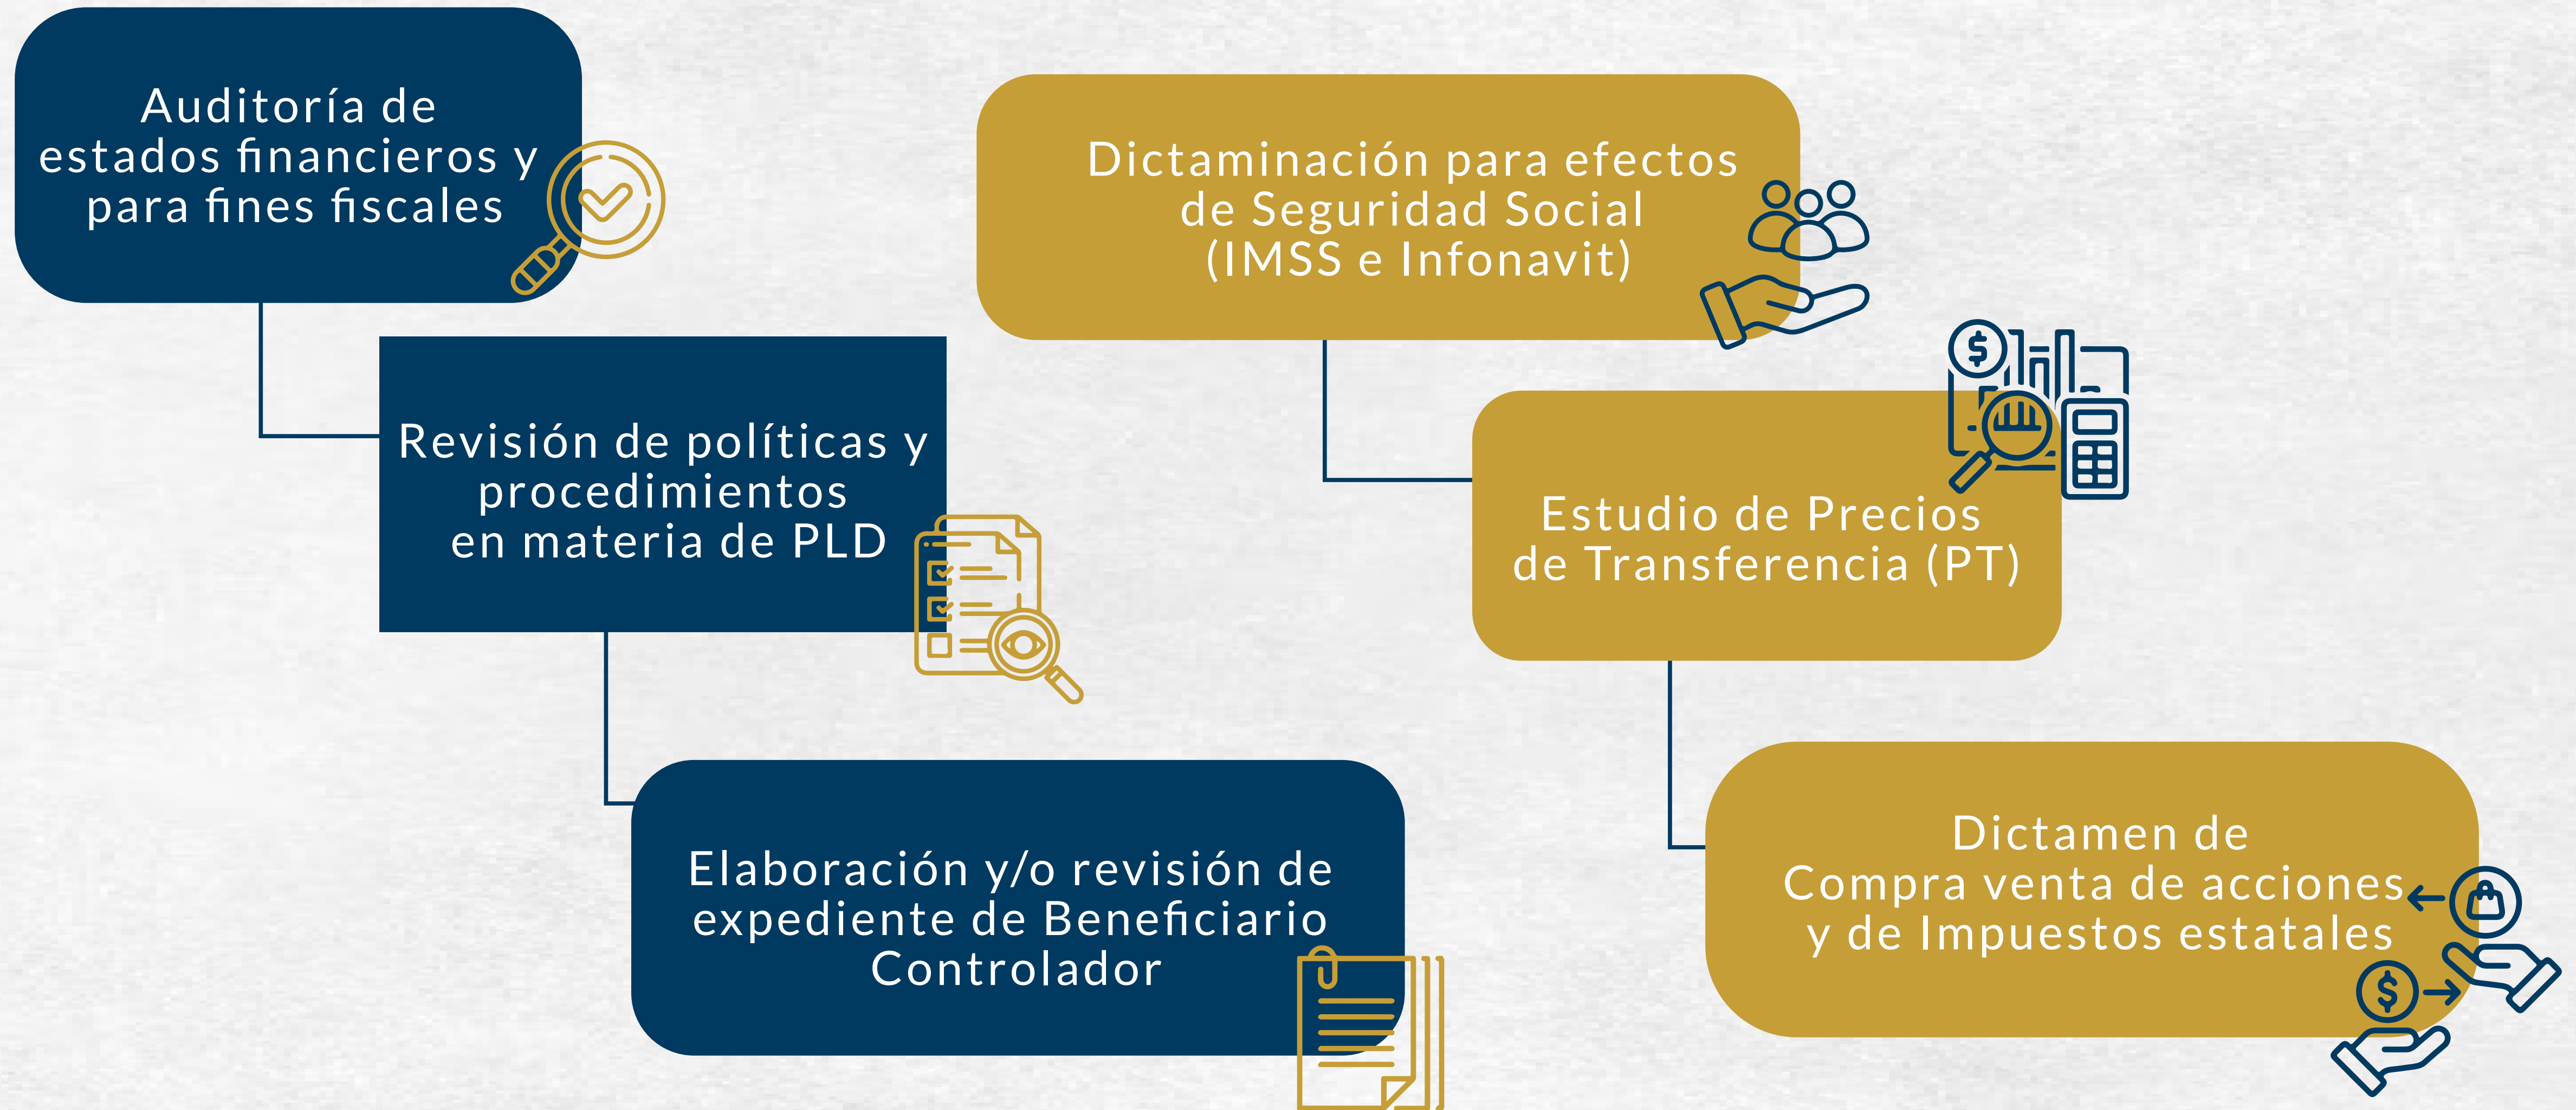 Auditoría de
estados financieros y
para fines fiscales
Revisión de políticas y
procedimientos
en materia de PLD
Elaboración y/o revisión de
expediente de Beneficiario
Controlador
Dictaminación para efectos
de Seguridad Social
(IMSS e Infonavit)
$
Estudio de Precios
de Transferencia (PT)
Dictamen de
Compra venta de acciones
y de Impuestos estatales
$